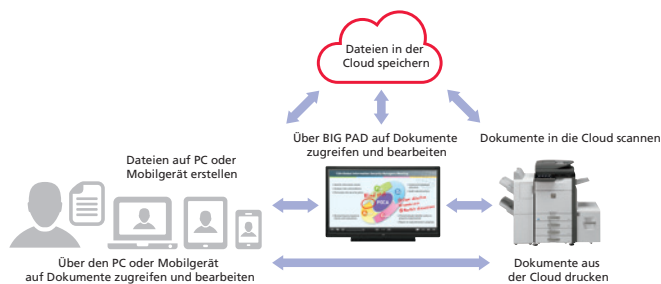 Dateien in der
Cloud speichern
Über BIG PAD auf Dokumente
zugreifen und bearbeiten
Dokumente in die Cloud scannen
Dateien auf PC oder
Mobilgerät erstellen
Über den PC oder Mobilgerät
auf Dokumente zugreifen und bearbeiten
Dokumente aus
der Cloud drucken